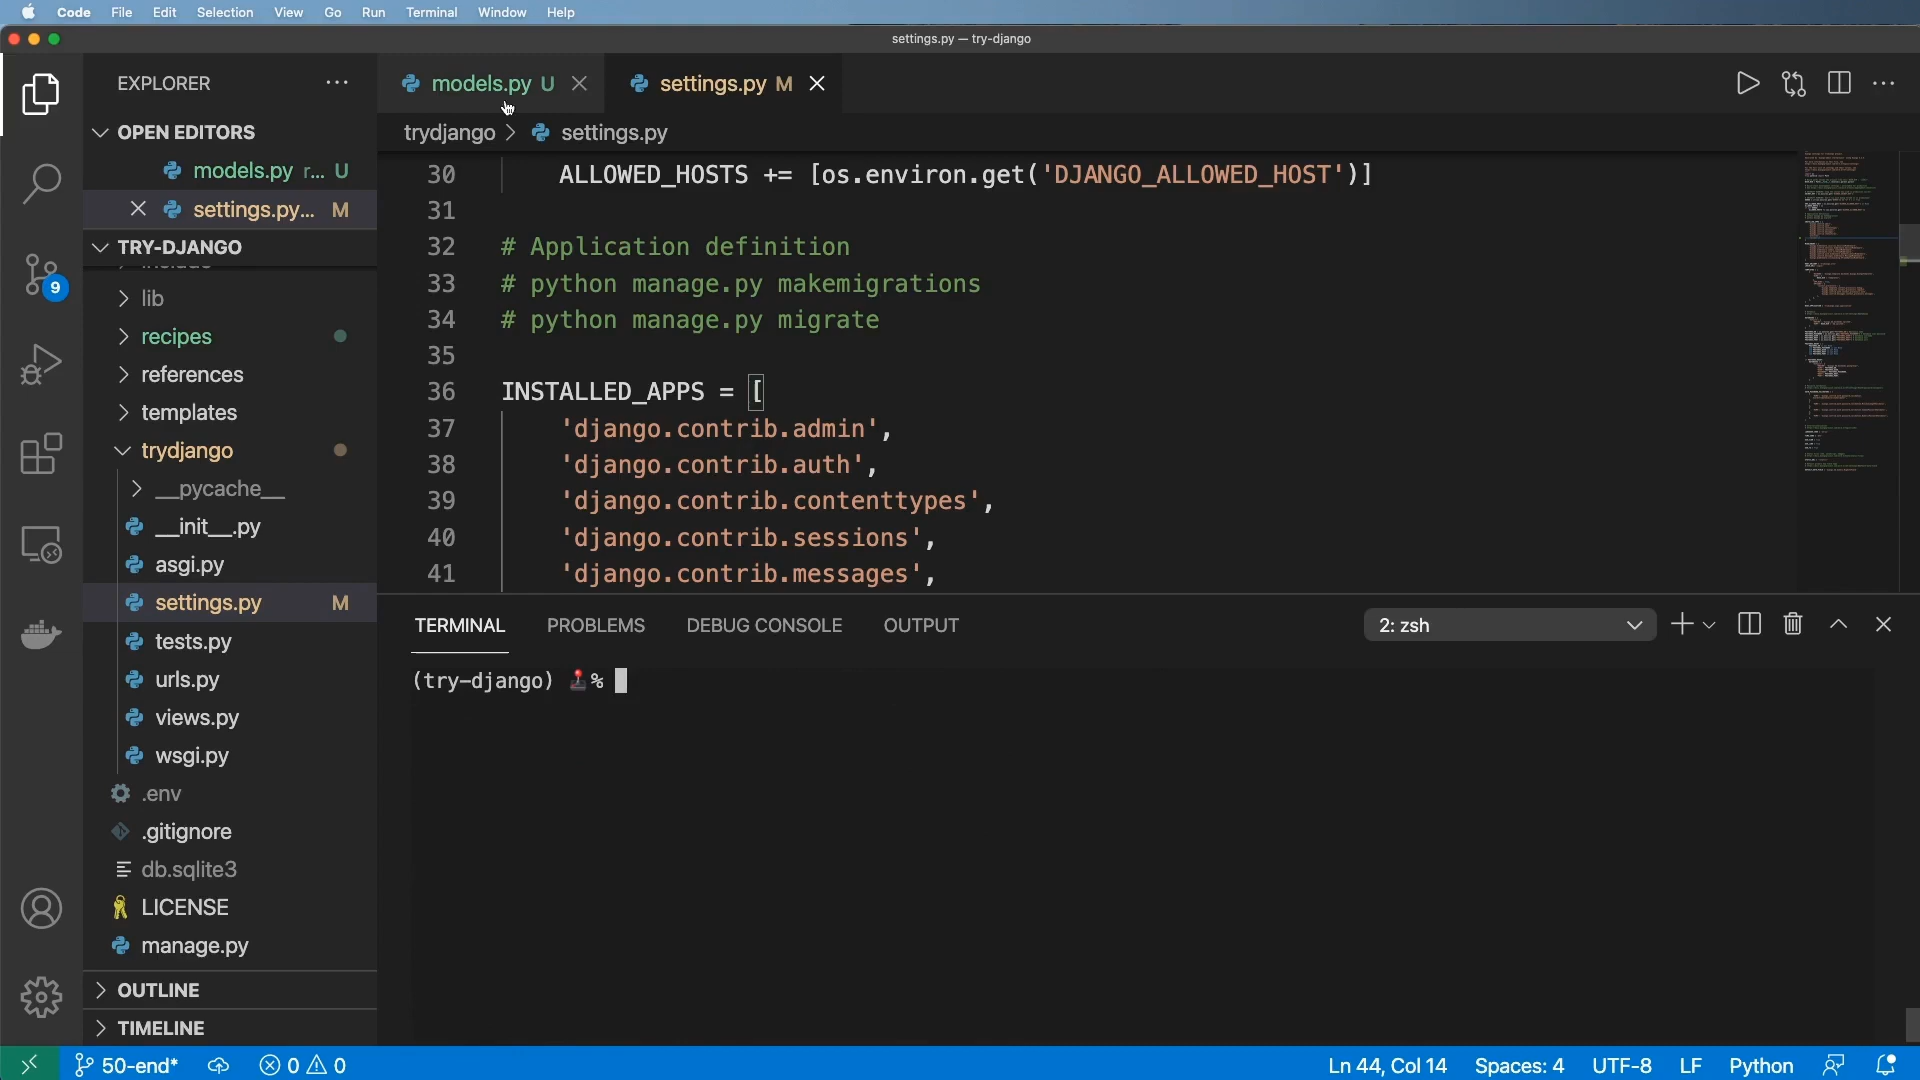 Code File Edit Selection View Go Run Terminal Window Help
settings.py — try-django
EXPLORER
OPEN EDITORS
models.py r... U
settings.py... M
TRY-DJANGO
lib
recipes
references
templates
trydjango
__pycache__
__init__.py
asgi.py
settings.py M
tests.py
urls.py
views.py
wsgi.py
.env
.gitignore
db.sqlite3
LICENSE
manage.py
OUTLINE
TIMELINE
9
models.py U
settings.py M
trydjango > settings.py
30 ALLOWED_HOSTS += [os.environ.get('DJANGO_ALLOWED_HOST')]
31
32 # Application definition
33 # python manage.py makemigrations
34 # python manage.py migrate
35
36 INSTALLED_APPS = [
37 'django.contrib.admin',
38 'django.contrib.auth',
39 'django.contrib.contenttypes',
40 'django.contrib.sessions',
41 'django.contrib.messages',
TERMINAL PROBLEMS DEBUG CONSOLE OUTPUT 2: zsh
(try-django) 🕹% 
50-end* 0 0 Ln 44, Col 14 Spaces: 4 UTF-8 LF Python